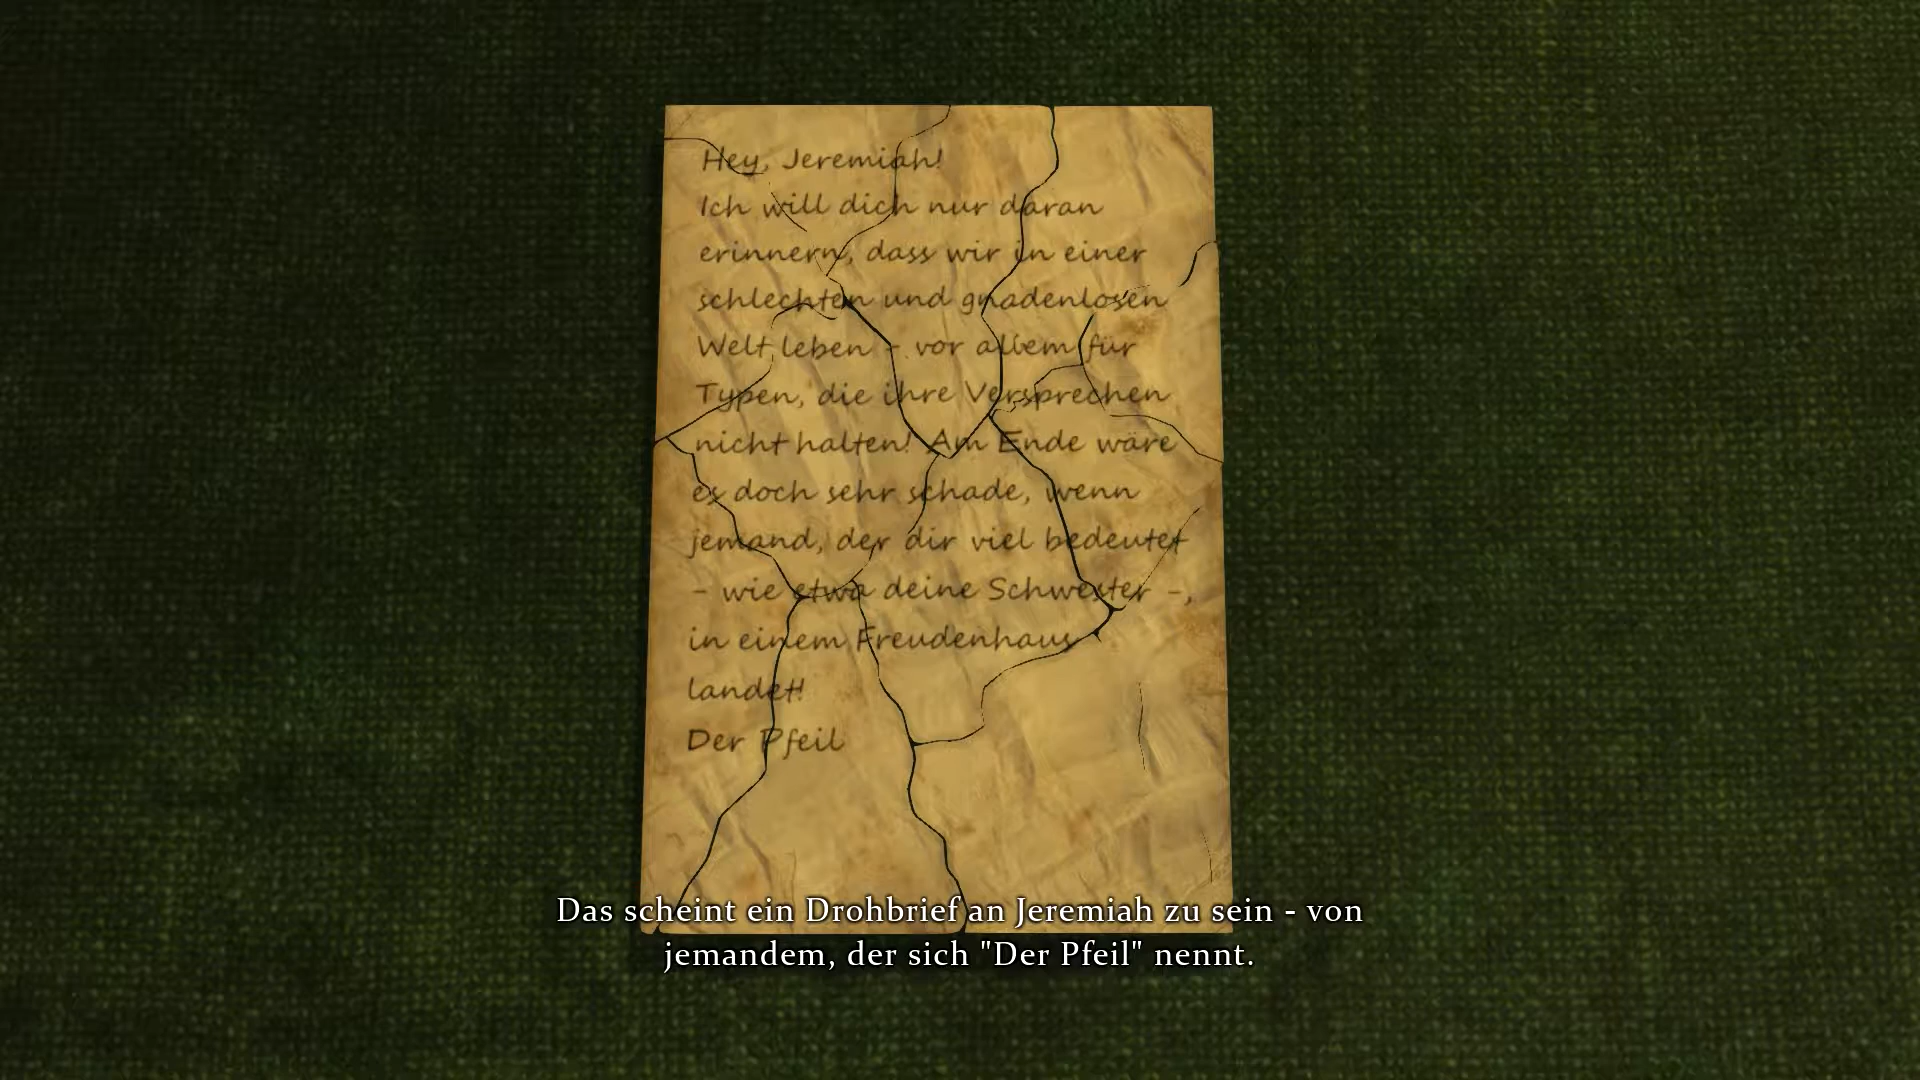 Hey, Jeremiah!
Ich will dich nur daran
erinnern, dass wir in einer
schlechten und gnadenlosen
Welt leben - vor allem für
Typen, die ihre Versprechen
nicht halten! Am Ende wäre
es doch sehr schade, wenn
jemand, der dir viel bedeutet
- wie etwa deine Schwester -,
in einem Freudenhaus
landet!
Der Pfeil
Das scheint ein Drohbrief an Jeremiah zu sein - von
jemandem, der sich "Der Pfeil" nennt.